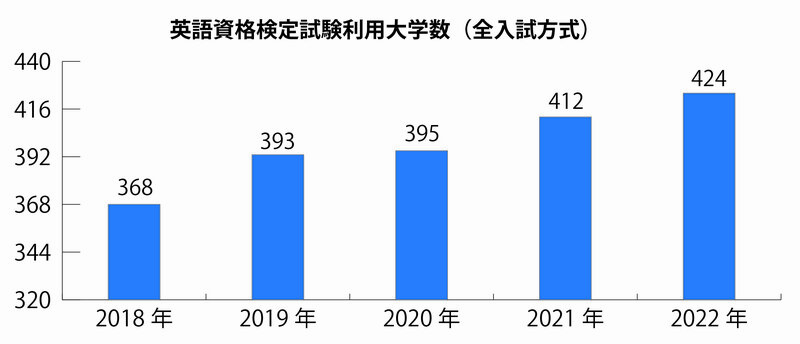 英語資格検定試験利用大学数（全入試方式）
440
416
392
368
344
320
368
393
395
412
424
2018 年
2019 年
2020 年
2021 年
2022 年